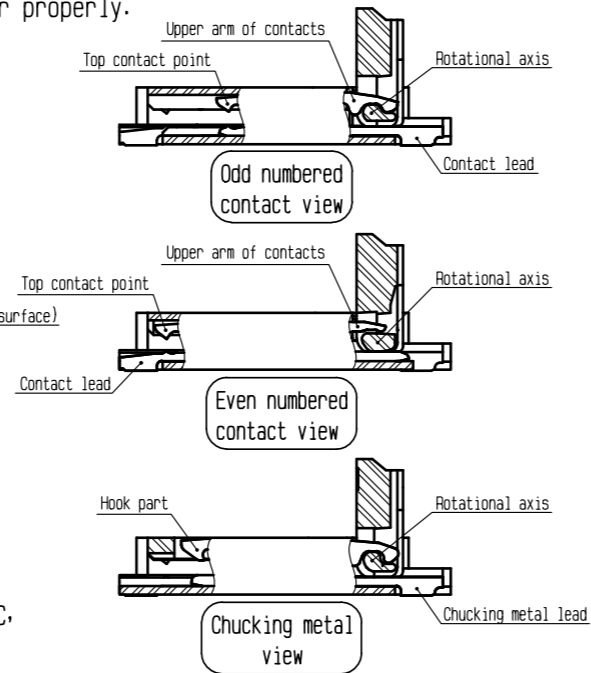 r properly.
Upper arm of contacts
Top contact point
Rotational axis
Contact lead
Odd numbered
contact view
Upper arm of contacts
Top contact point
Rotational axis
surface)
Contact lead
Even numbered
contact view
Hook part
Rotational axis
C,
Chucking metal lead
Chucking metal
view